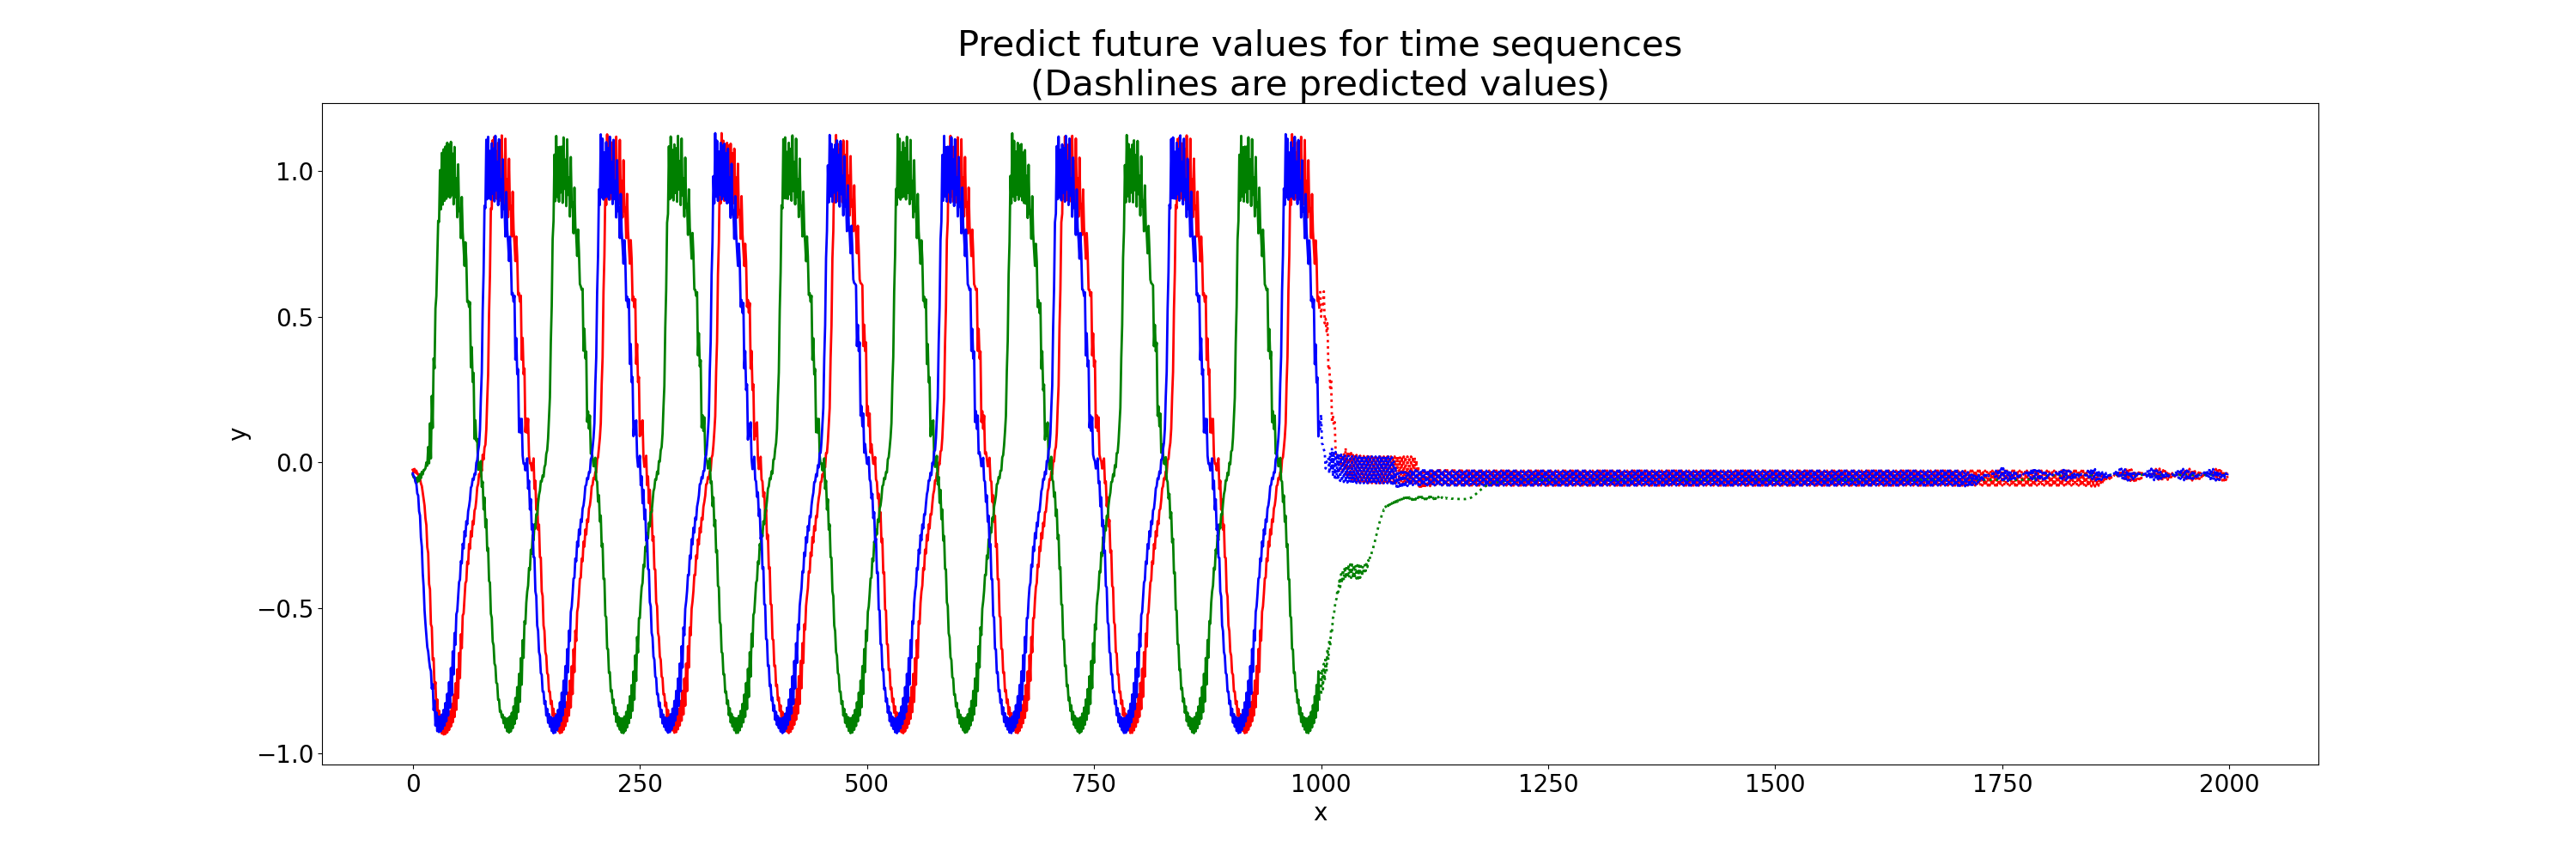 Predict future values for time sequences
(Dashlines are predicted values)
1.0
0.5
0.0
−0.5
−1.0
y
0 250 500 750 1000 1250 1500 1750 2000
x